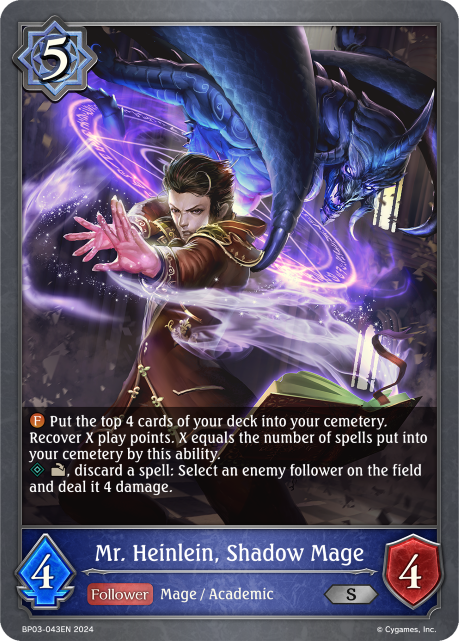 5
F Put the top 4 cards of your deck into your cemetery.
Recover X play points. X equals the number of spells put into
your cemetery by this ability.
, discard a spell: Select an enemy follower on the field
and deal it 4 damage.
Mr. Heinlein, Shadow Mage
4
Follower Mage / Academic
S
4
BP03-043EN 2024
© Cygames, Inc.